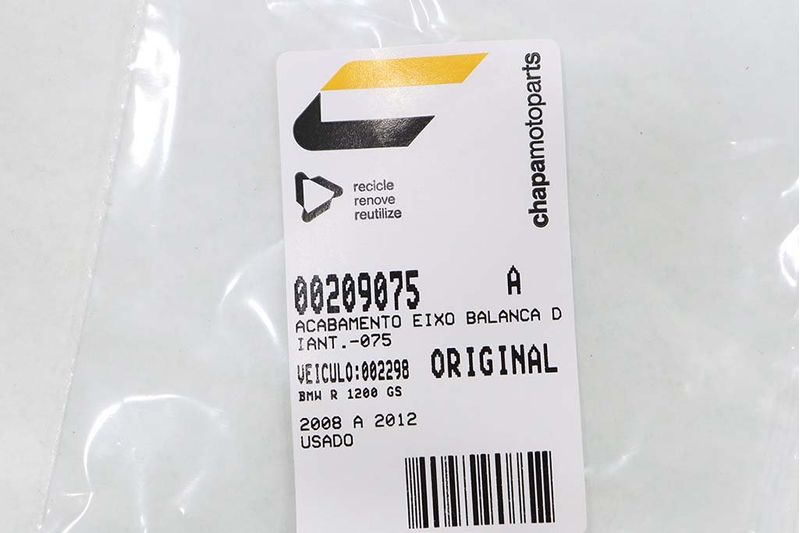 chapamotoparts
recicle
renove
reutilize
00209075 A
ACABAMENTO EIXO BALANCA D
IANT.-075
VEICULO:002298 ORIGINAL
BMW R 1200 GS
2008 A 2012
USADO